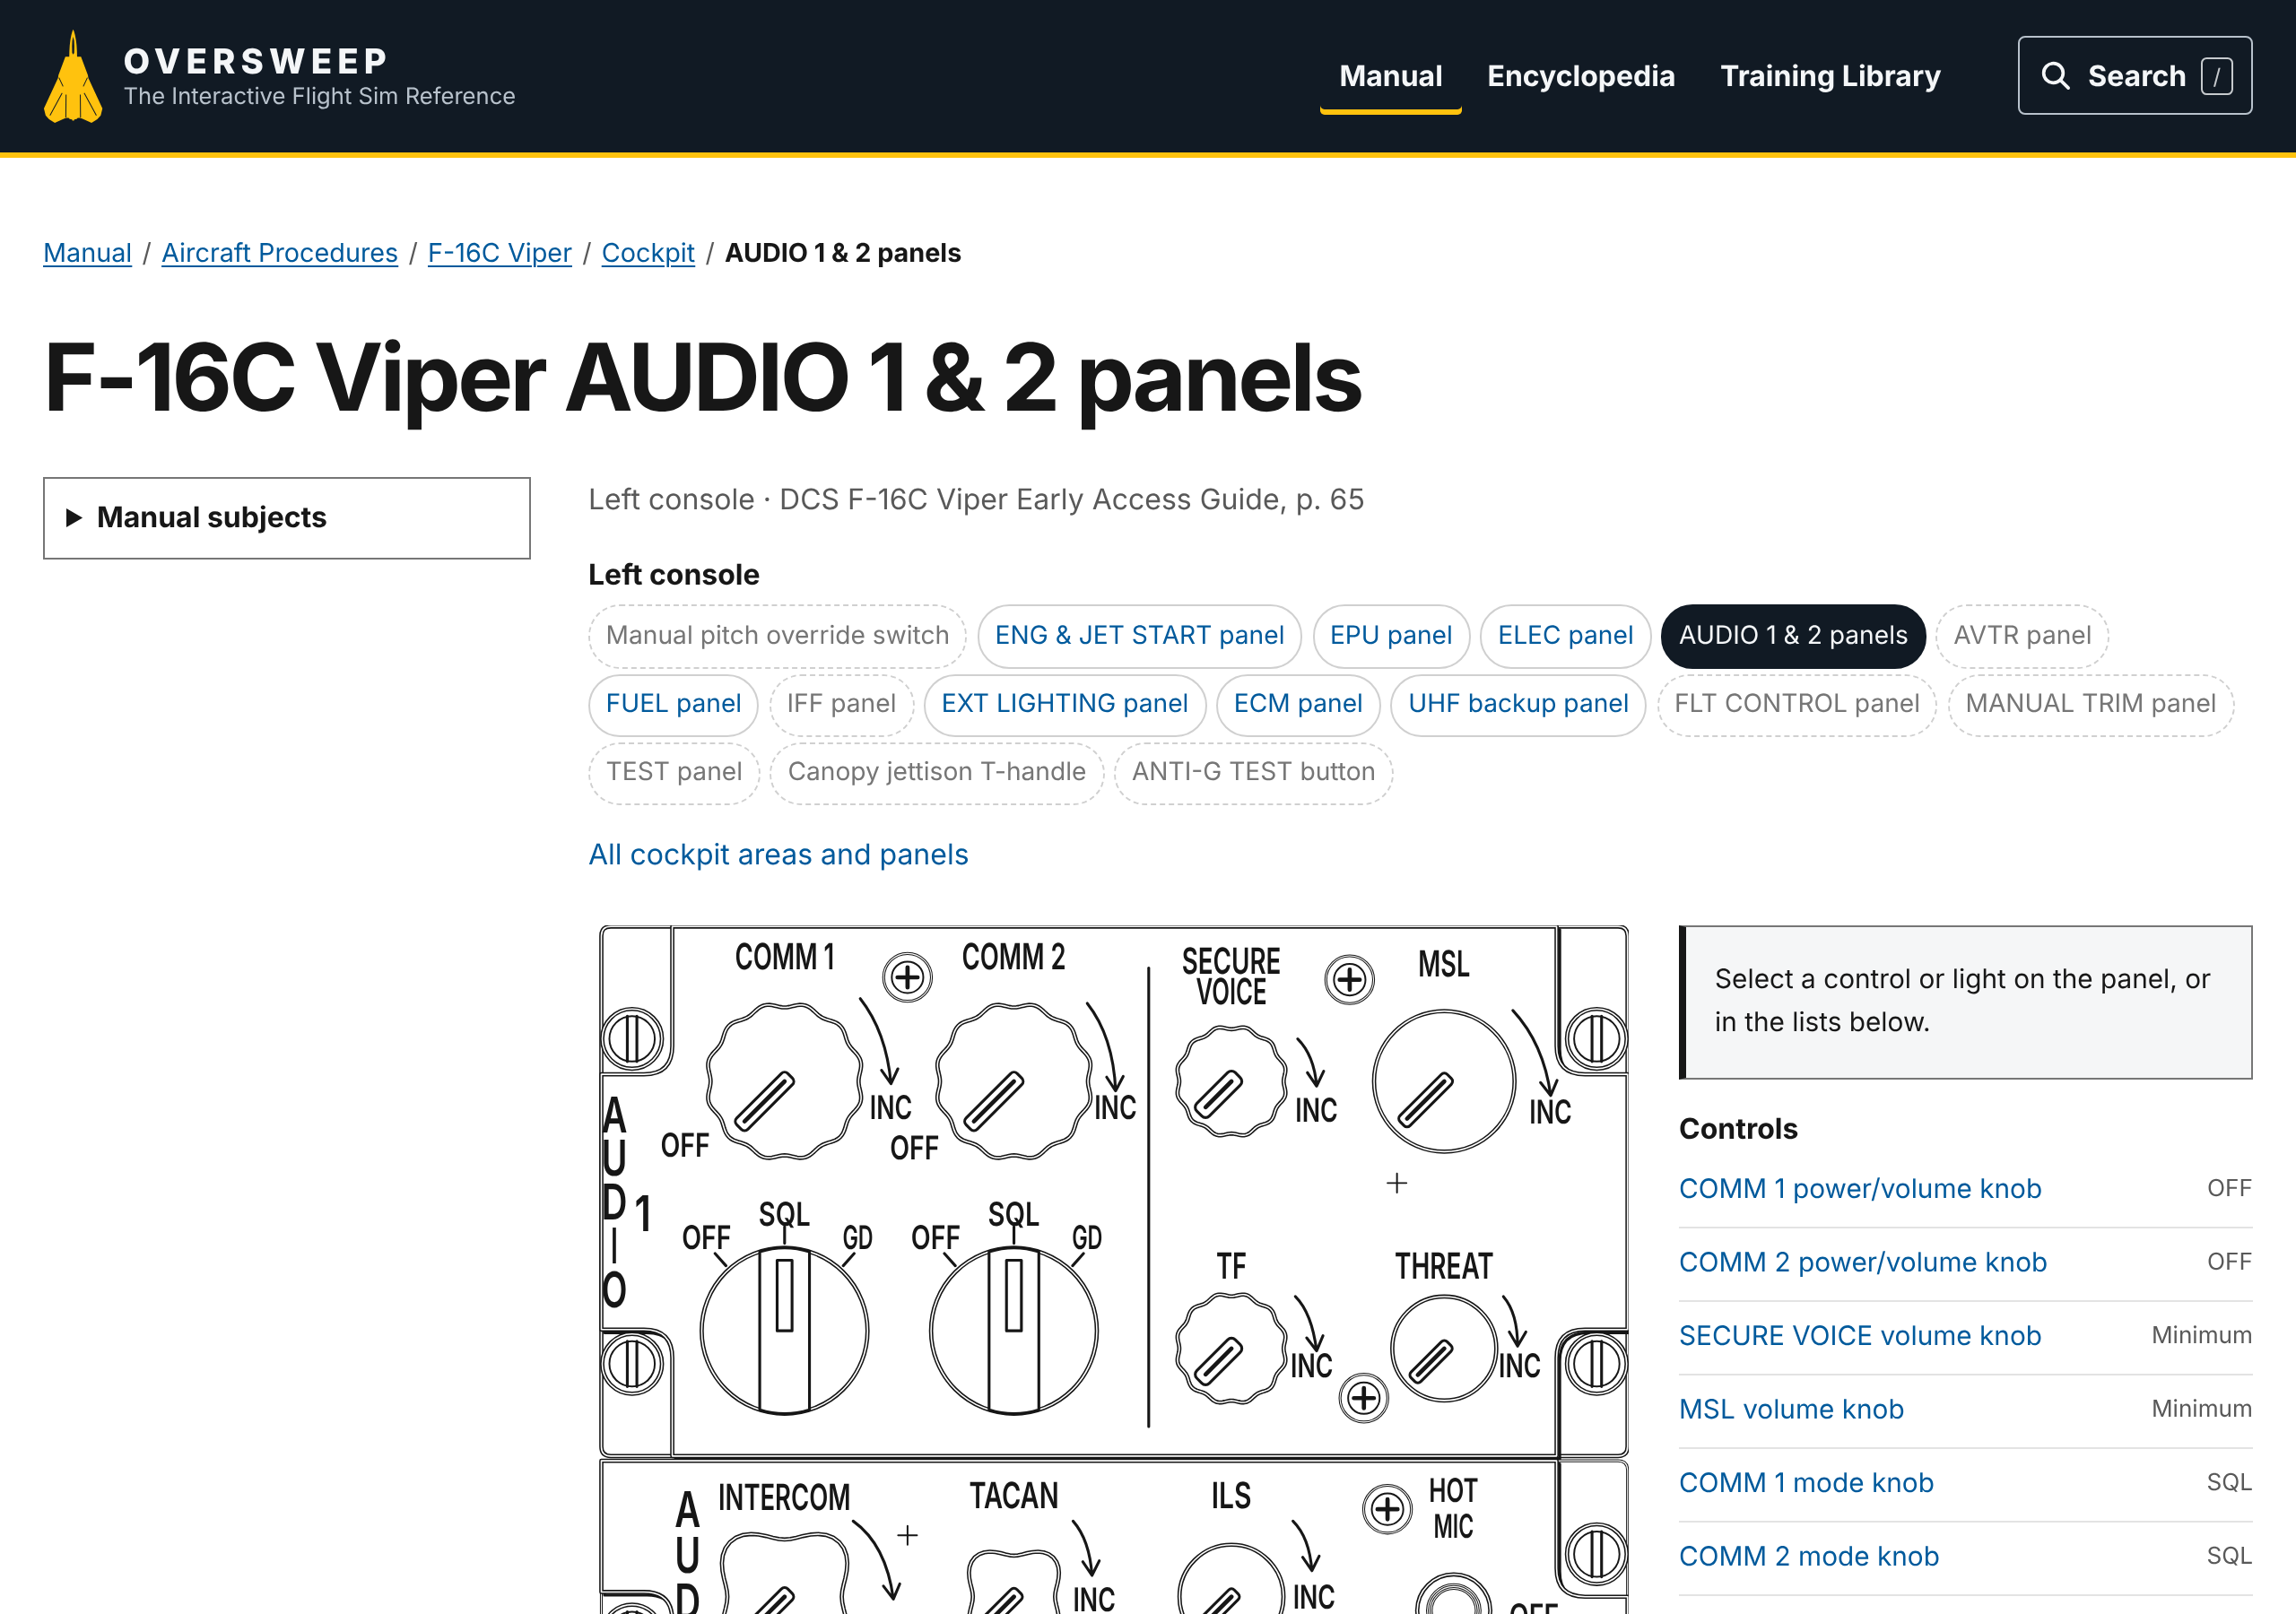 OVERSWEEP
The Interactive Flight Sim Reference
Manual
Encyclopedia
Training Library
Search /
Manual / Aircraft Procedures / F-16C Viper / Cockpit / AUDIO 1 & 2 panels
F-16C Viper AUDIO 1 & 2 panels
▶ Manual subjects
Left console · DCS F-16C Viper Early Access Guide, p. 65
Left console
Manual pitch override switch
ENG & JET START panel
EPU panel
ELEC panel
AUDIO 1 & 2 panels
AVTR panel
FUEL panel
IFF panel
EXT LIGHTING panel
ECM panel
UHF backup panel
FLT CONTROL panel
MANUAL TRIM panel
TEST panel
Canopy jettison T-handle
ANTI-G TEST button
All cockpit areas and panels
COMM 1
COMM 2
SECURE
VOICE
MSL
INC
INC
INC
INC
OFF
OFF
AUDIO 1
OFF
SQL
GD
OFF
SQL
GD
TF
THREAT
INC
INC
AUD
INTERCOM
TACAN
ILS
HOT
MIC
INC
INC
OFF
Select a control or light on the panel, or
in the lists below.
Controls
COMM 1 power/volume knob OFF
COMM 2 power/volume knob OFF
SECURE VOICE volume knob Minimum
MSL volume knob Minimum
COMM 1 mode knob SQL
COMM 2 mode knob SQL